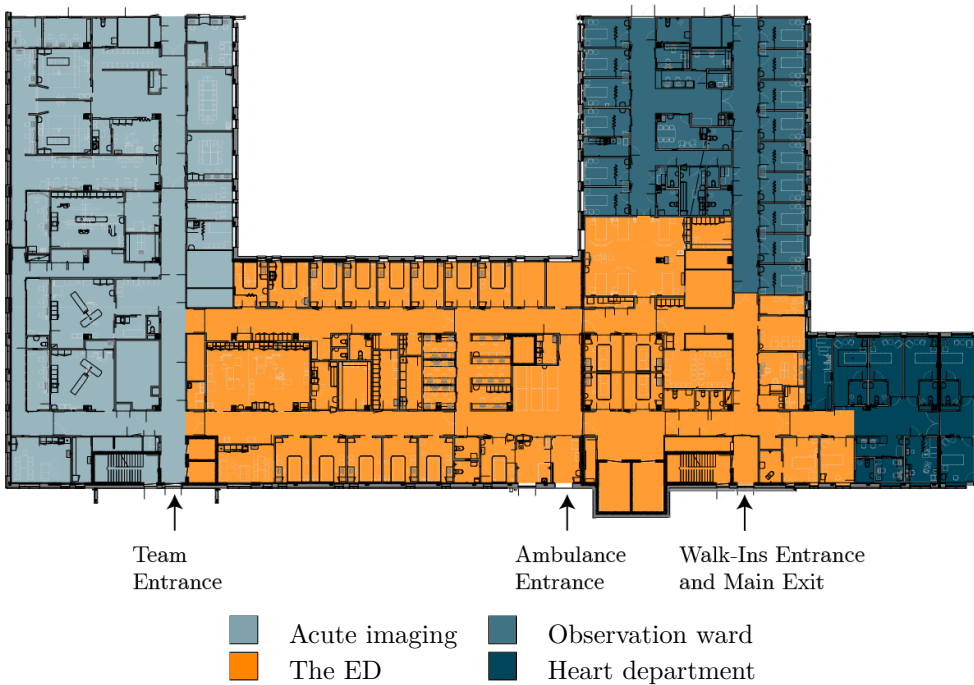 Team
Entrance
Ambulance
Entrance
Walk-Ins Entrance
and Main Exit
Acute imaging
Observation ward
The ED
Heart department